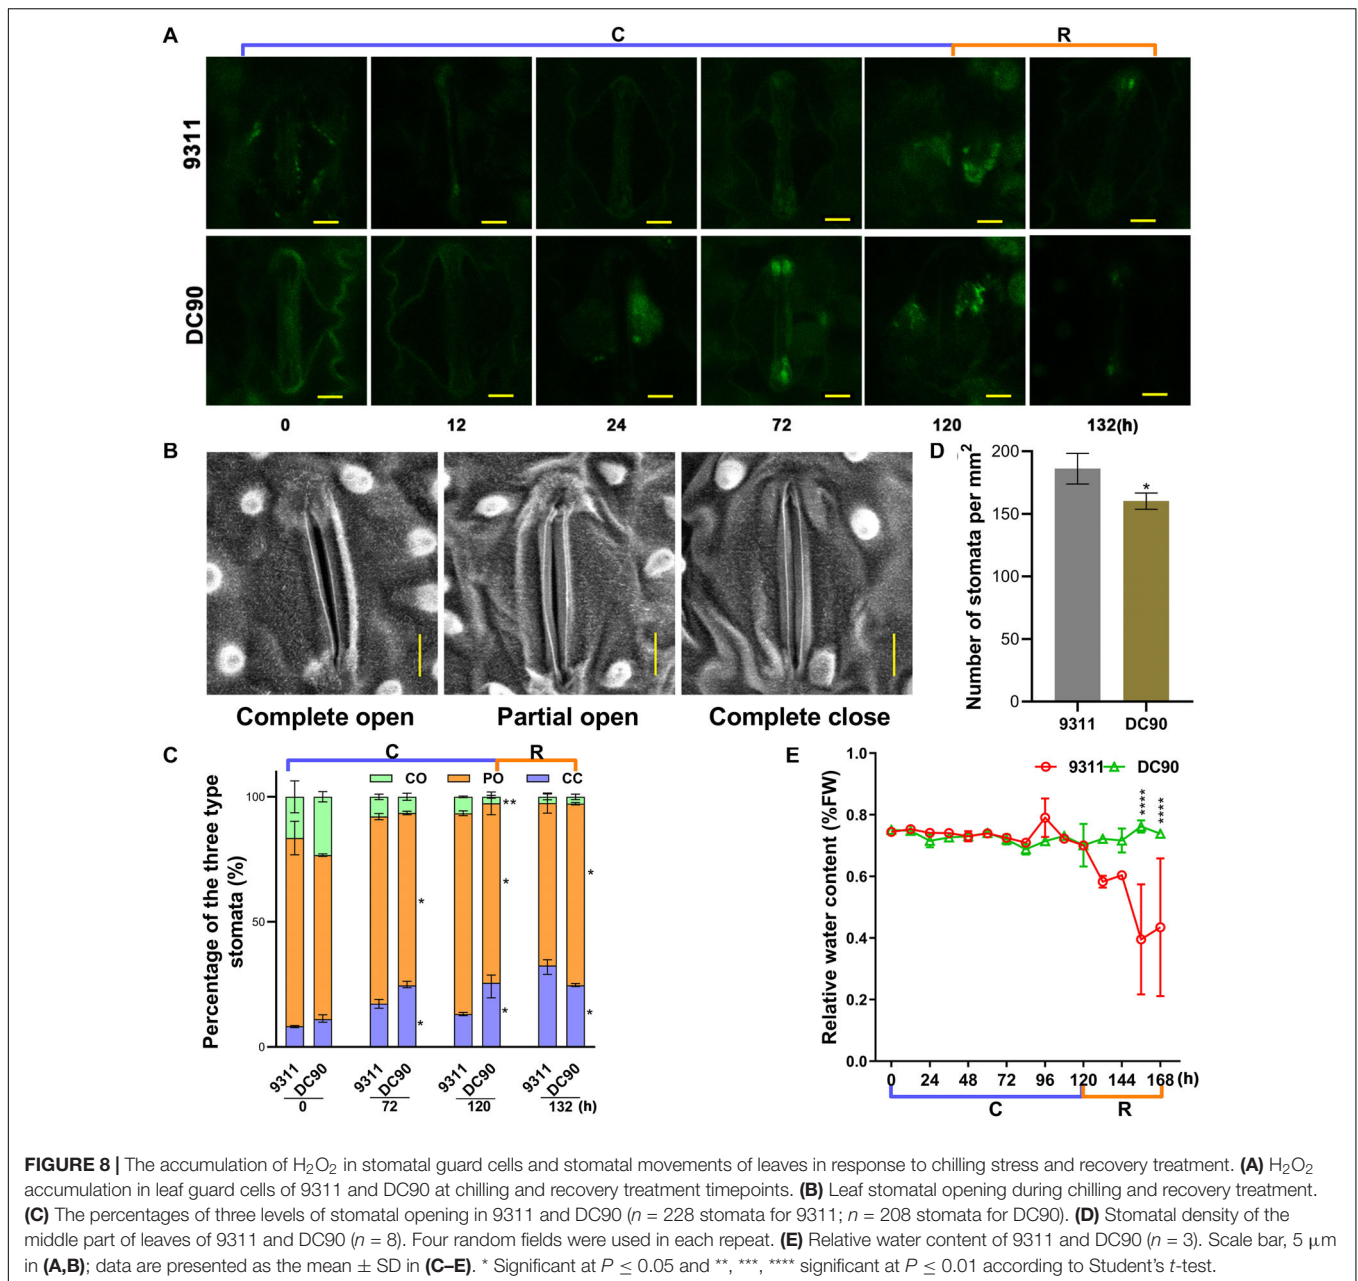 A
C
R
9311
DC90
0 12 24 72 120 132(h)
B
Complete open Partial open Complete close
D
Number of stomata per mm²
200
150
100
50
0
9311 DC90
*
C
C R
CO PO CC
Percentage of the three type
stomata (%)
100
50
0
* * ** * * * *
9311 DC90 9311 DC90 9311 DC90 9311 DC90
0 72 120 132 (h)
E
9311 DC90
Relative water content (%FW)
1.0
0.8
0.6
0.4
0.2
0.0
**** ****
0 24 48 72 96 120 144 168 (h)
C R
FIGURE 8 | The accumulation of H₂O₂ in stomatal guard cells and stomatal movements of leaves in response to chilling stress and recovery treatment. (A) H₂O₂
accumulation in leaf guard cells of 9311 and DC90 at chilling and recovery treatment timepoints. (B) Leaf stomatal opening during chilling and recovery treatment.
(C) The percentages of three levels of stomatal opening in 9311 and DC90 (n = 228 stomata for 9311; n = 208 stomata for DC90). (D) Stomatal density of the
middle part of leaves of 9311 and DC90 (n = 8). Four random fields were used in each repeat. (E) Relative water content of 9311 and DC90 (n = 3). Scale bar, 5 μm
in (A,B); data are presented as the mean ± SD in (C–E). * Significant at P ≤ 0.05 and **, ***, **** significant at P ≤ 0.01 according to Student's t-test.